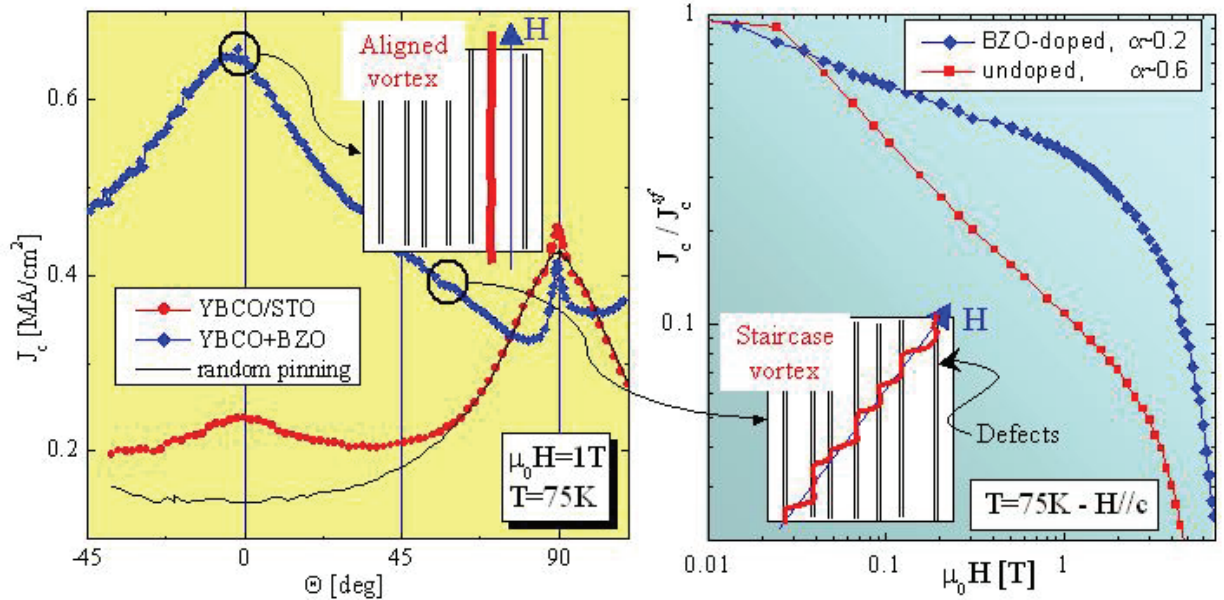 Aligned
vortex
H
YBCO/STO
YBCO+BZO
random pinning
μ₀H=1T
T=75K
J_c [MA/cm²]
0.6
0.4
0.2
-45
0
45
90
Θ [deg]
BZO-doped, α~0.2
undoped, α~0.6
Staircase
vortex
H
Defects
T=75K - H//c
J_c / J_c^sf
1
0.1
0.01
0.1
1
μ₀H [T]